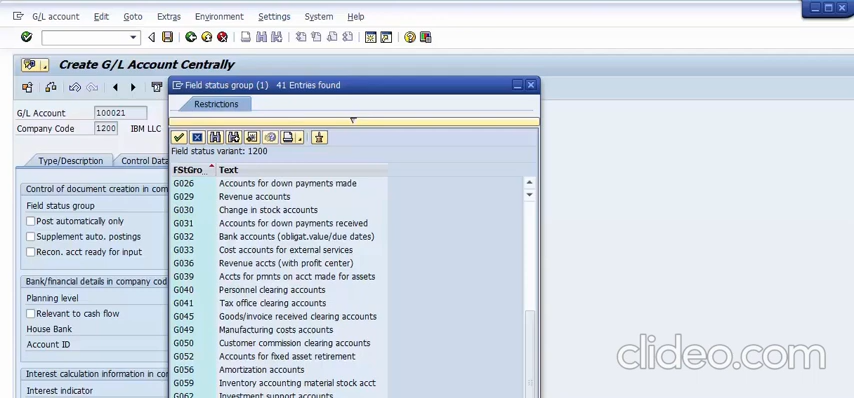 G/L account Edit Goto Extras Environment Settings System Help
Create G/L Account Centrally
G/L Account 100021
Company Code 1200 IBM LLC
Type/Description Control Data
Control of document creation in com
Field status group
Post automatically only
Supplement auto. postings
Recon. acct ready for input
Bank/financial details in company cod
Planning level
Relevant to cash flow
House Bank
Account ID
Interest calculation information in com
Interest indicator
Field status group (1) 41 Entries found
Restrictions
Field status variant: 1200
FStGro... Text
G026 Accounts for down payments made
G029 Revenue accounts
G030 Change in stock accounts
G031 Accounts for down payments received
G032 Bank accounts (obligat.value/due dates)
G033 Cost accounts for external services
G036 Revenue accts (with profit center)
G039 Accts for pmnts on acct made for assets
G040 Personnel clearing accounts
G041 Tax office clearing accounts
G045 Goods/invoice received clearing accounts
G049 Manufacturing costs accounts
G050 Customer commission clearing accounts
G052 Accounts for fixed asset retirement
G056 Amortization accounts
G059 Inventory accounting material stock acct
G062 Investment support accounts
clideo.com